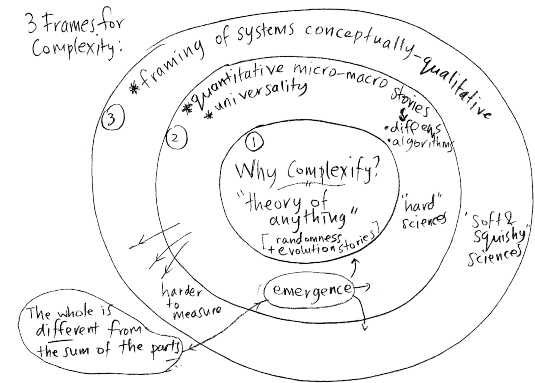 3 Frames for
Complexity:
* framing of systems conceptually-qualitative
3
* quantitative micro-macro stories
* universality
2
• diffeqs
• algorithms
1
Why Complexify?
"theory of
anything"
[randomness
+ evolution stories]
"hard"
sciences
"soft &
squishy"
sciences
emergence
harder
to
measure
The whole is
different from
the sum of the parts